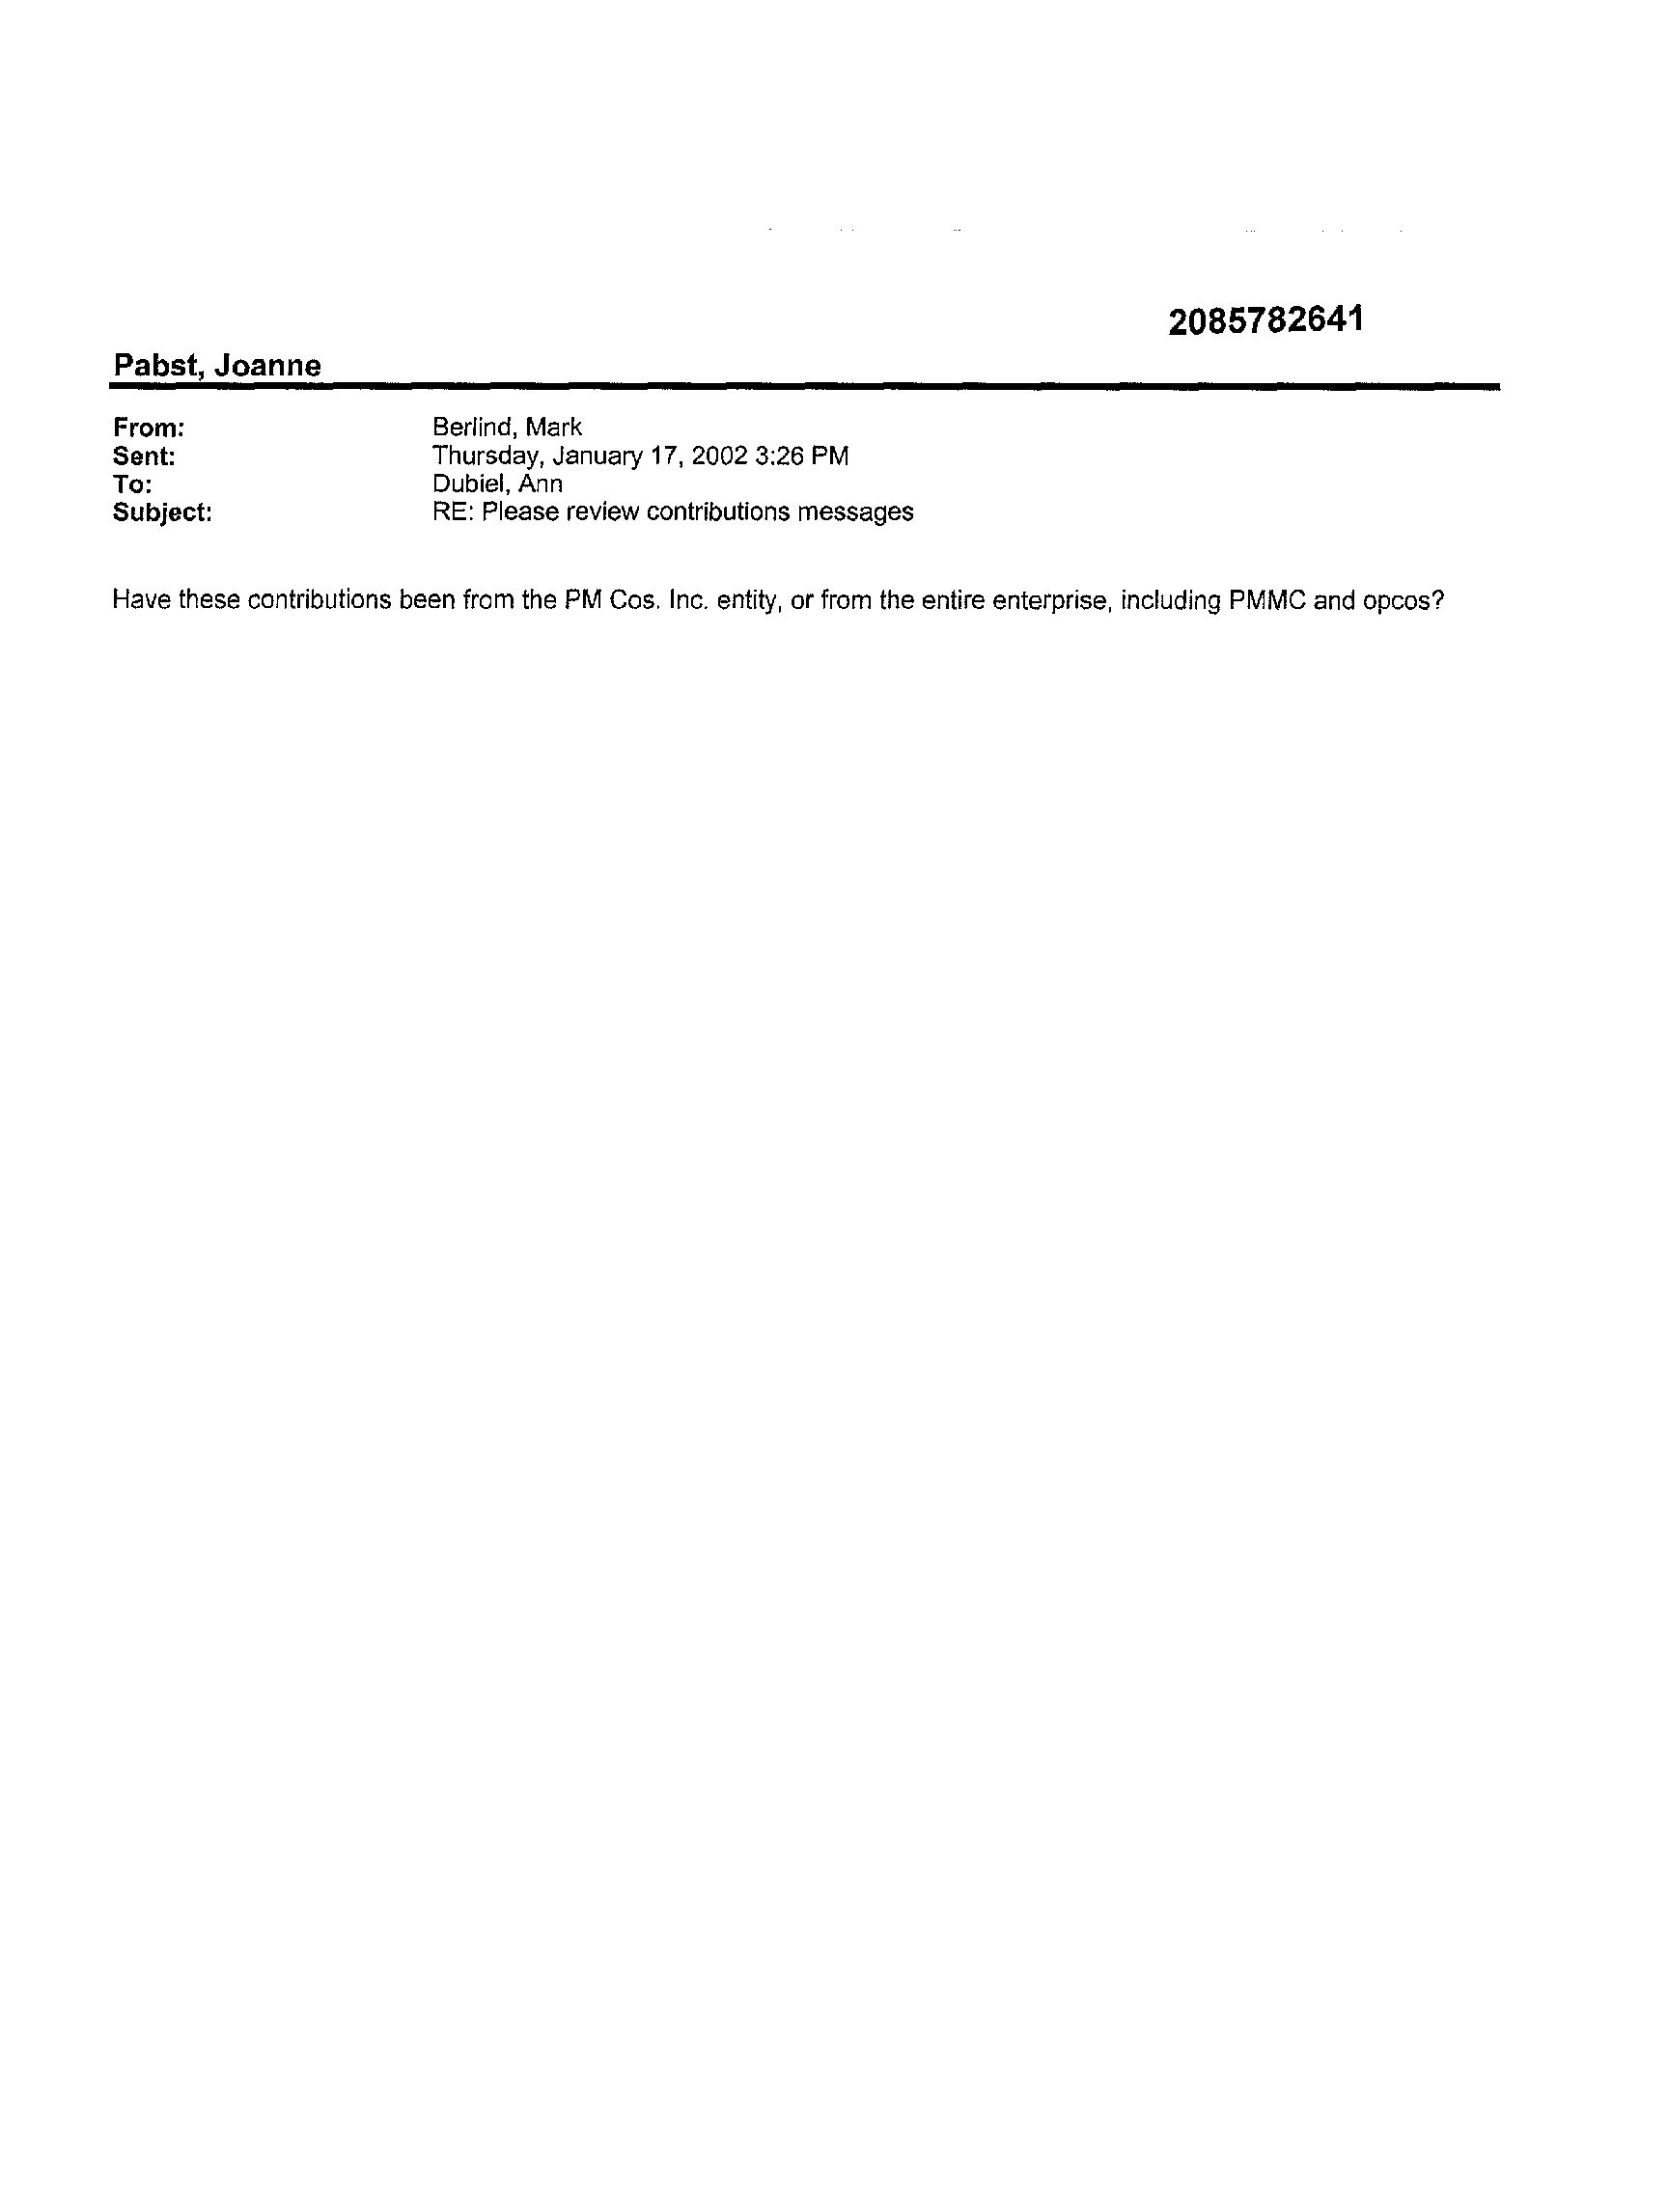 2085782641
Pabst, Joanne
From: Berlind, Mark
Sent: Thursday, January 17, 2002 3:26 PM
To: Dubiel, Ann
Subject: RE: Please review contributions messages
Have these contributions been from the PM Cos. Inc. entity, or from the entire enterprise, including PMMC and opcos?